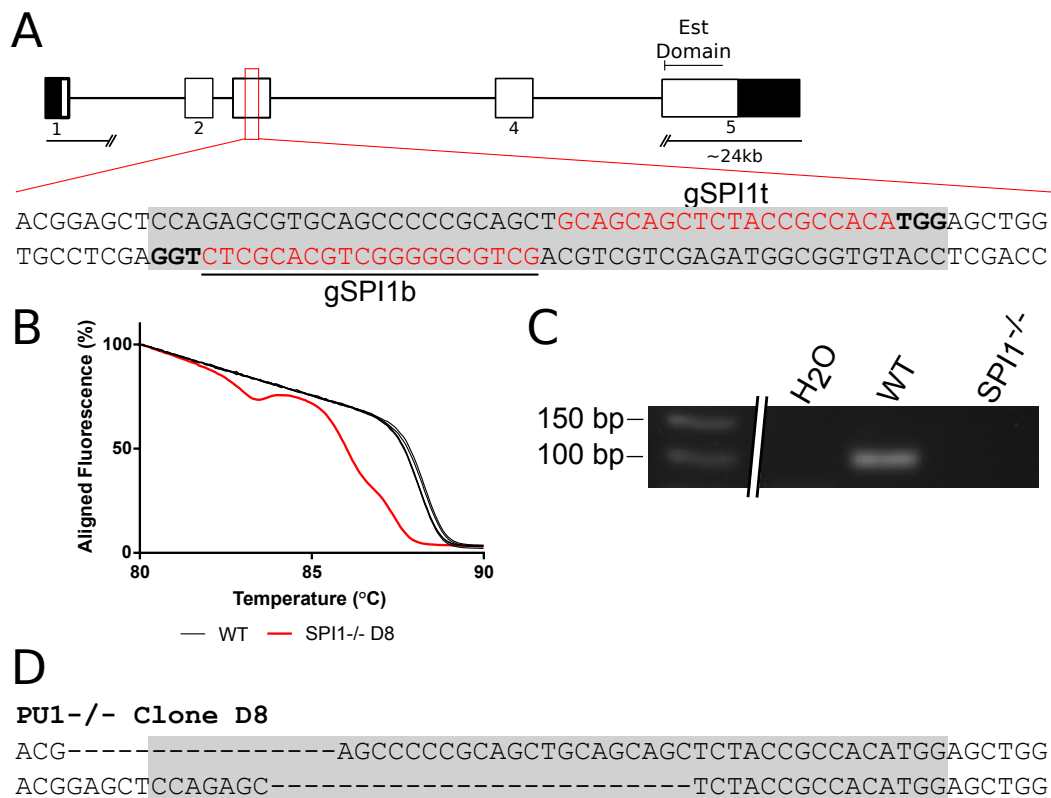 A
Est
Domain
1
2
4
5
~24kb
gSPI1t
ACGGAGCTCCAGAGCGTGCAGCCCCCGCAGCTGCAGCAGCTCTACCGCCACATGGAGCTGG
TGCCTCGAGGTCTCGCACGTCGGGGGCGTCGACGTCGTCGAGATGGCGGTGTACCTCGACC
gSPI1b
B
Aligned Fluorescence (%)
100
50
0
80
85
90
Temperature (°C)
WT
SPI1-/- D8
C
H2O
WT
SPI1-/-
150 bp
100 bp
D
PU1-/- Clone D8
ACG----------------AGCCCCCGCAGCTGCAGCAGCTCTACCGCCACATGGAGCTGG
ACGGAGCTCCAGAGC-------------------------TCTACCGCCACATGGAGCTGG